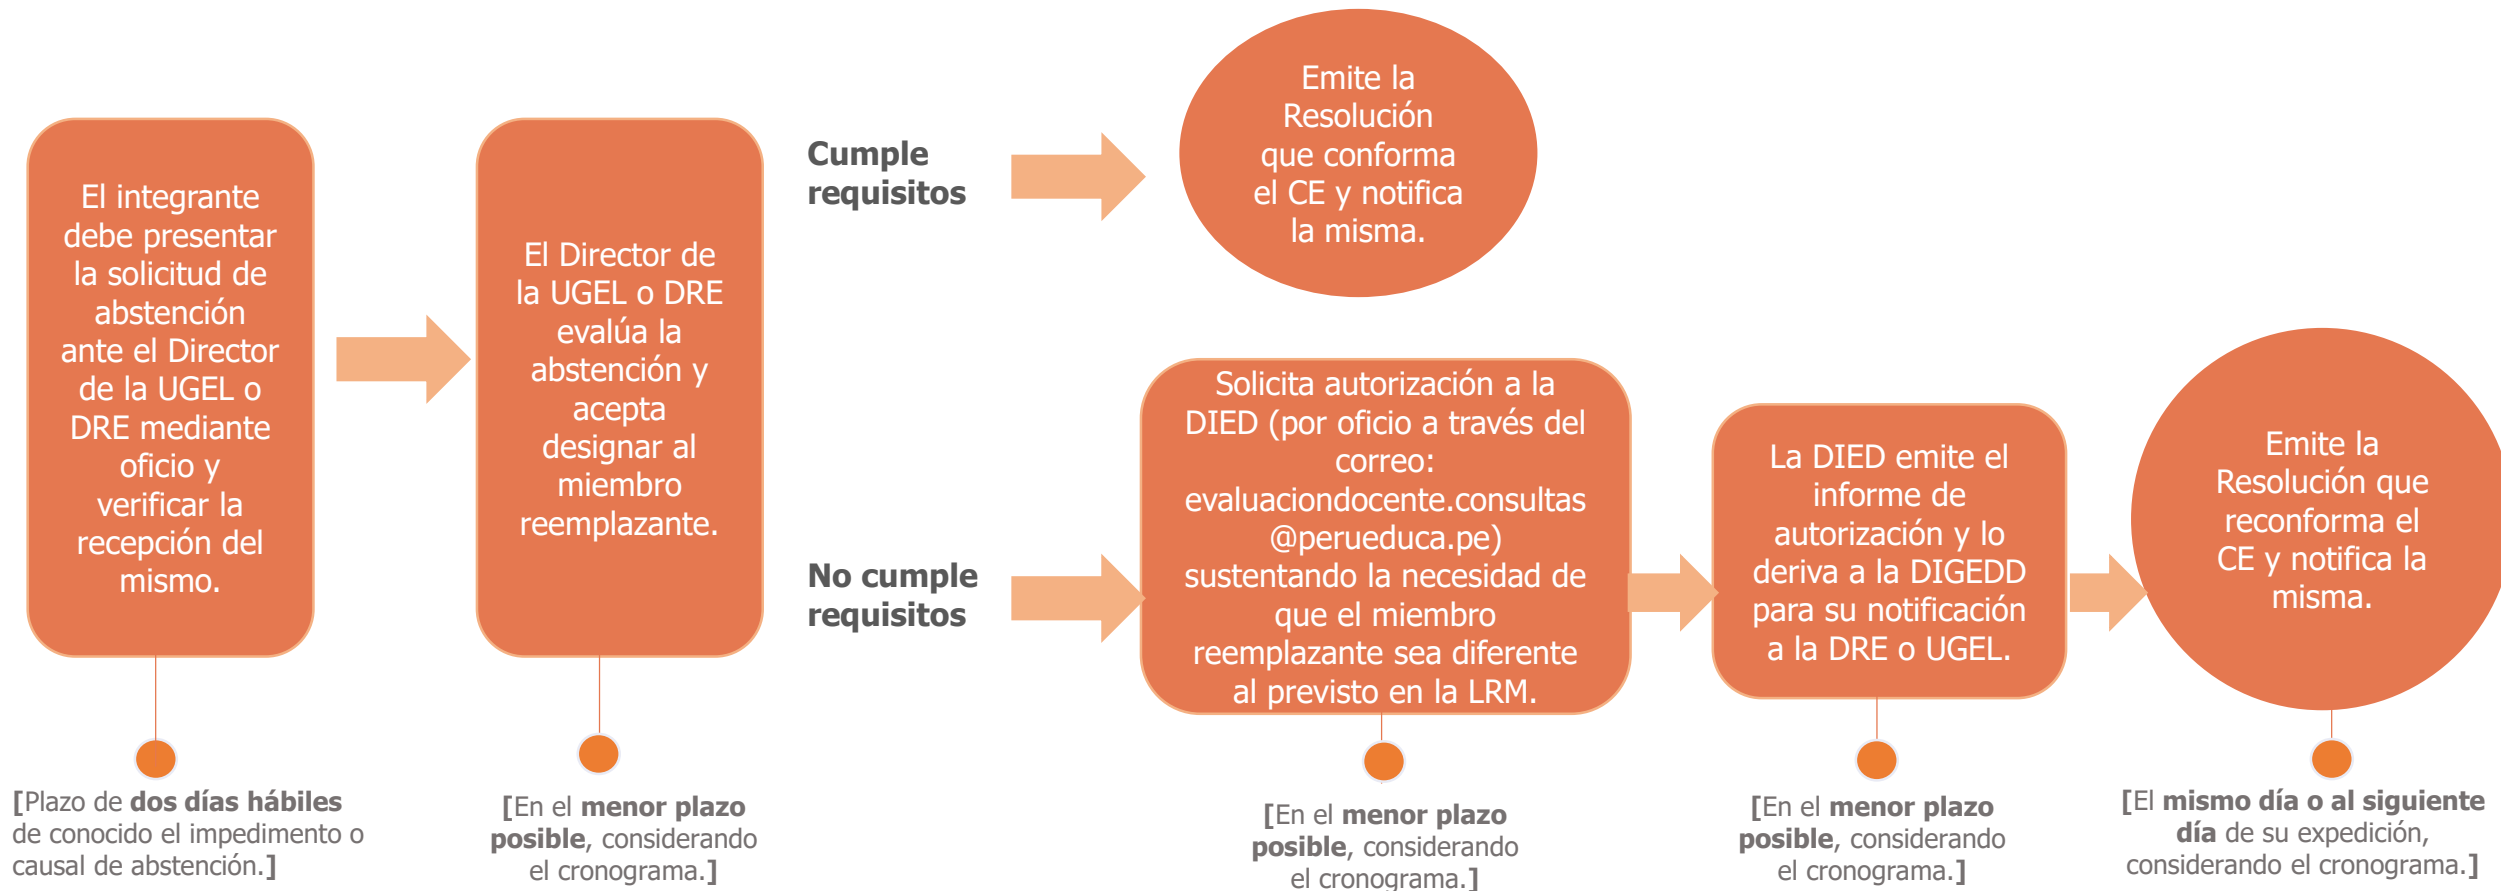 El integrante
debe presentar
la solicitud de
abstención
ante el Director
de la UGEL o
DRE mediante
oficio y
verificar la
recepción del
mismo.
[Plazo de dos días hábiles
de conocido el impedimento o
causal de abstención.]
El Director de
la UGEL o DRE
evalúa la
abstención y
acepta
designar al
miembro
reemplazante.
[En el menor plazo
posible, considerando
el cronograma.]
Cumple
requisitos
Emite la
Resolución
que conforma
el CE y notifica
la misma.
No cumple
requisitos
Solicita autorización a la
DIED (por oficio a través del
correo:
evaluaciondocente.consultas
@perueduca.pe)
sustentando la necesidad de
que el miembro
reemplazante sea diferente
al previsto en la LRM.
[En el menor plazo
posible, considerando
el cronograma.]
La DIED emite el
informe de
autorización y lo
deriva a la DIGEDD
para su notificación
a la DRE o UGEL.
[En el menor plazo
posible, considerando
el cronograma.]
Emite la
Resolución que
reconforma el
CE y notifica la
misma.
[El mismo día o al siguiente
día de su expedición,
considerando el cronograma.]